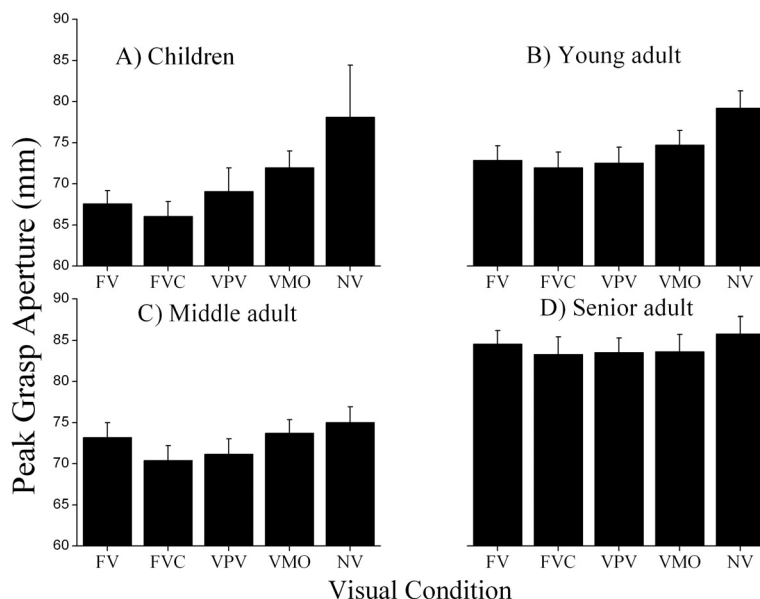 Peak Grasp Aperture (mm)
A) Children
90
85
80
75
70
65
60
FV FVC VPV VMO NV
B) Young adult
FV FVC VPV VMO NV
C) Middle adult
90
85
80
75
70
65
60
FV FVC VPV VMO NV
D) Senior adult
FV FVC VPV VMO NV
Visual Condition